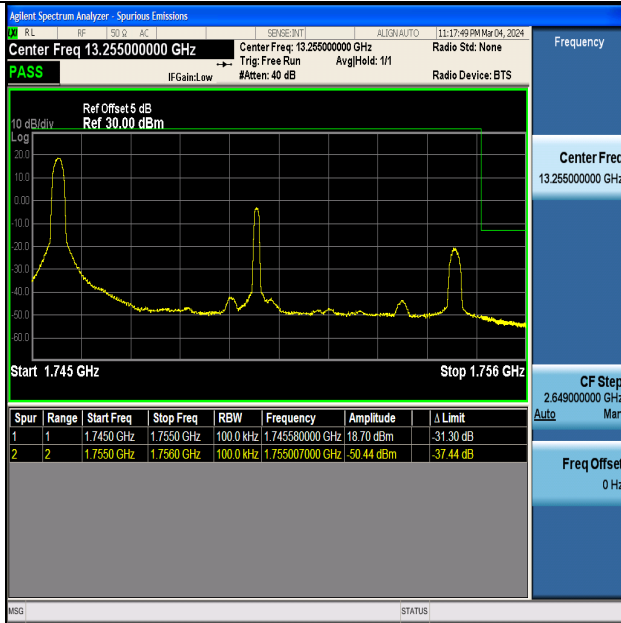 Agilent Spectrum Analyzer - Spurious Emissions
RL RF 50 Ω AC SENSE:INT ALIGN AUTO 11:17:49 PM Mar 04, 2024
Center Freq 13.255000000 GHz
Center Freq: 13.255000000 GHz
Radio Std: None
Trig: Free Run Avg|Hold: 1/1
PASS
IFGain:Low
#Atten: 40 dB
Radio Device: BTS
Ref Offset 5 dB
10 dB/div Ref 30.00 dBm
Log
20.0
10.0
0.00
-10.0
-20.0
-30.0
-40.0
-50.0
-60.0
Start 1.745 GHz
Stop 1.756 GHz
Spur Range Start Freq Stop Freq RBW Frequency Amplitude Δ Limit
1 1 1.7450 GHz 1.7550 GHz 100.0 kHz 1.745580000 GHz 18.70 dBm -31.30 dB
2 2 1.7550 GHz 1.7560 GHz 100.0 kHz 1.755007000 GHz -50.44 dBm -37.44 dB
MSG
STATUS
Frequency
Center Freq
13.255000000 GHz
CF Step
2.649000000 GHz
Auto Man
Freq Offset
0 Hz